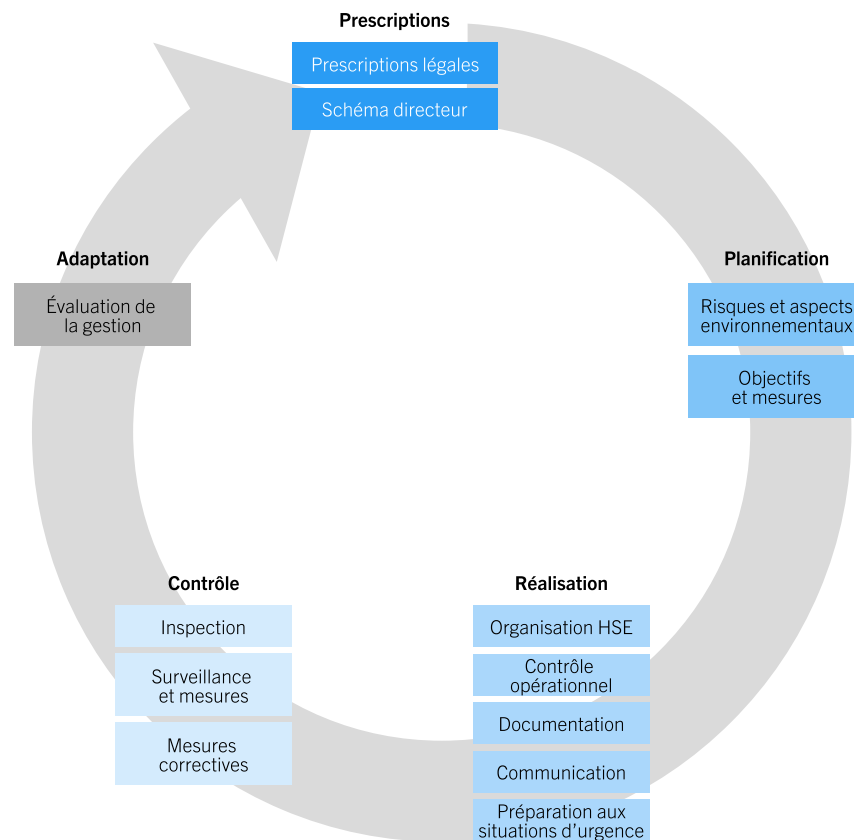 Prescriptions
Prescriptions légales
Schéma directeur
Planification
Risques et aspects
environnementaux
Objectifs
et mesures
Réalisation
Organisation HSE
Contrôle
opérationnel
Documentation
Communication
Préparation aux
situations d'urgence
Contrôle
Inspection
Surveillance
et mesures
Mesures
correctives
Adaptation
Évaluation de
la gestion